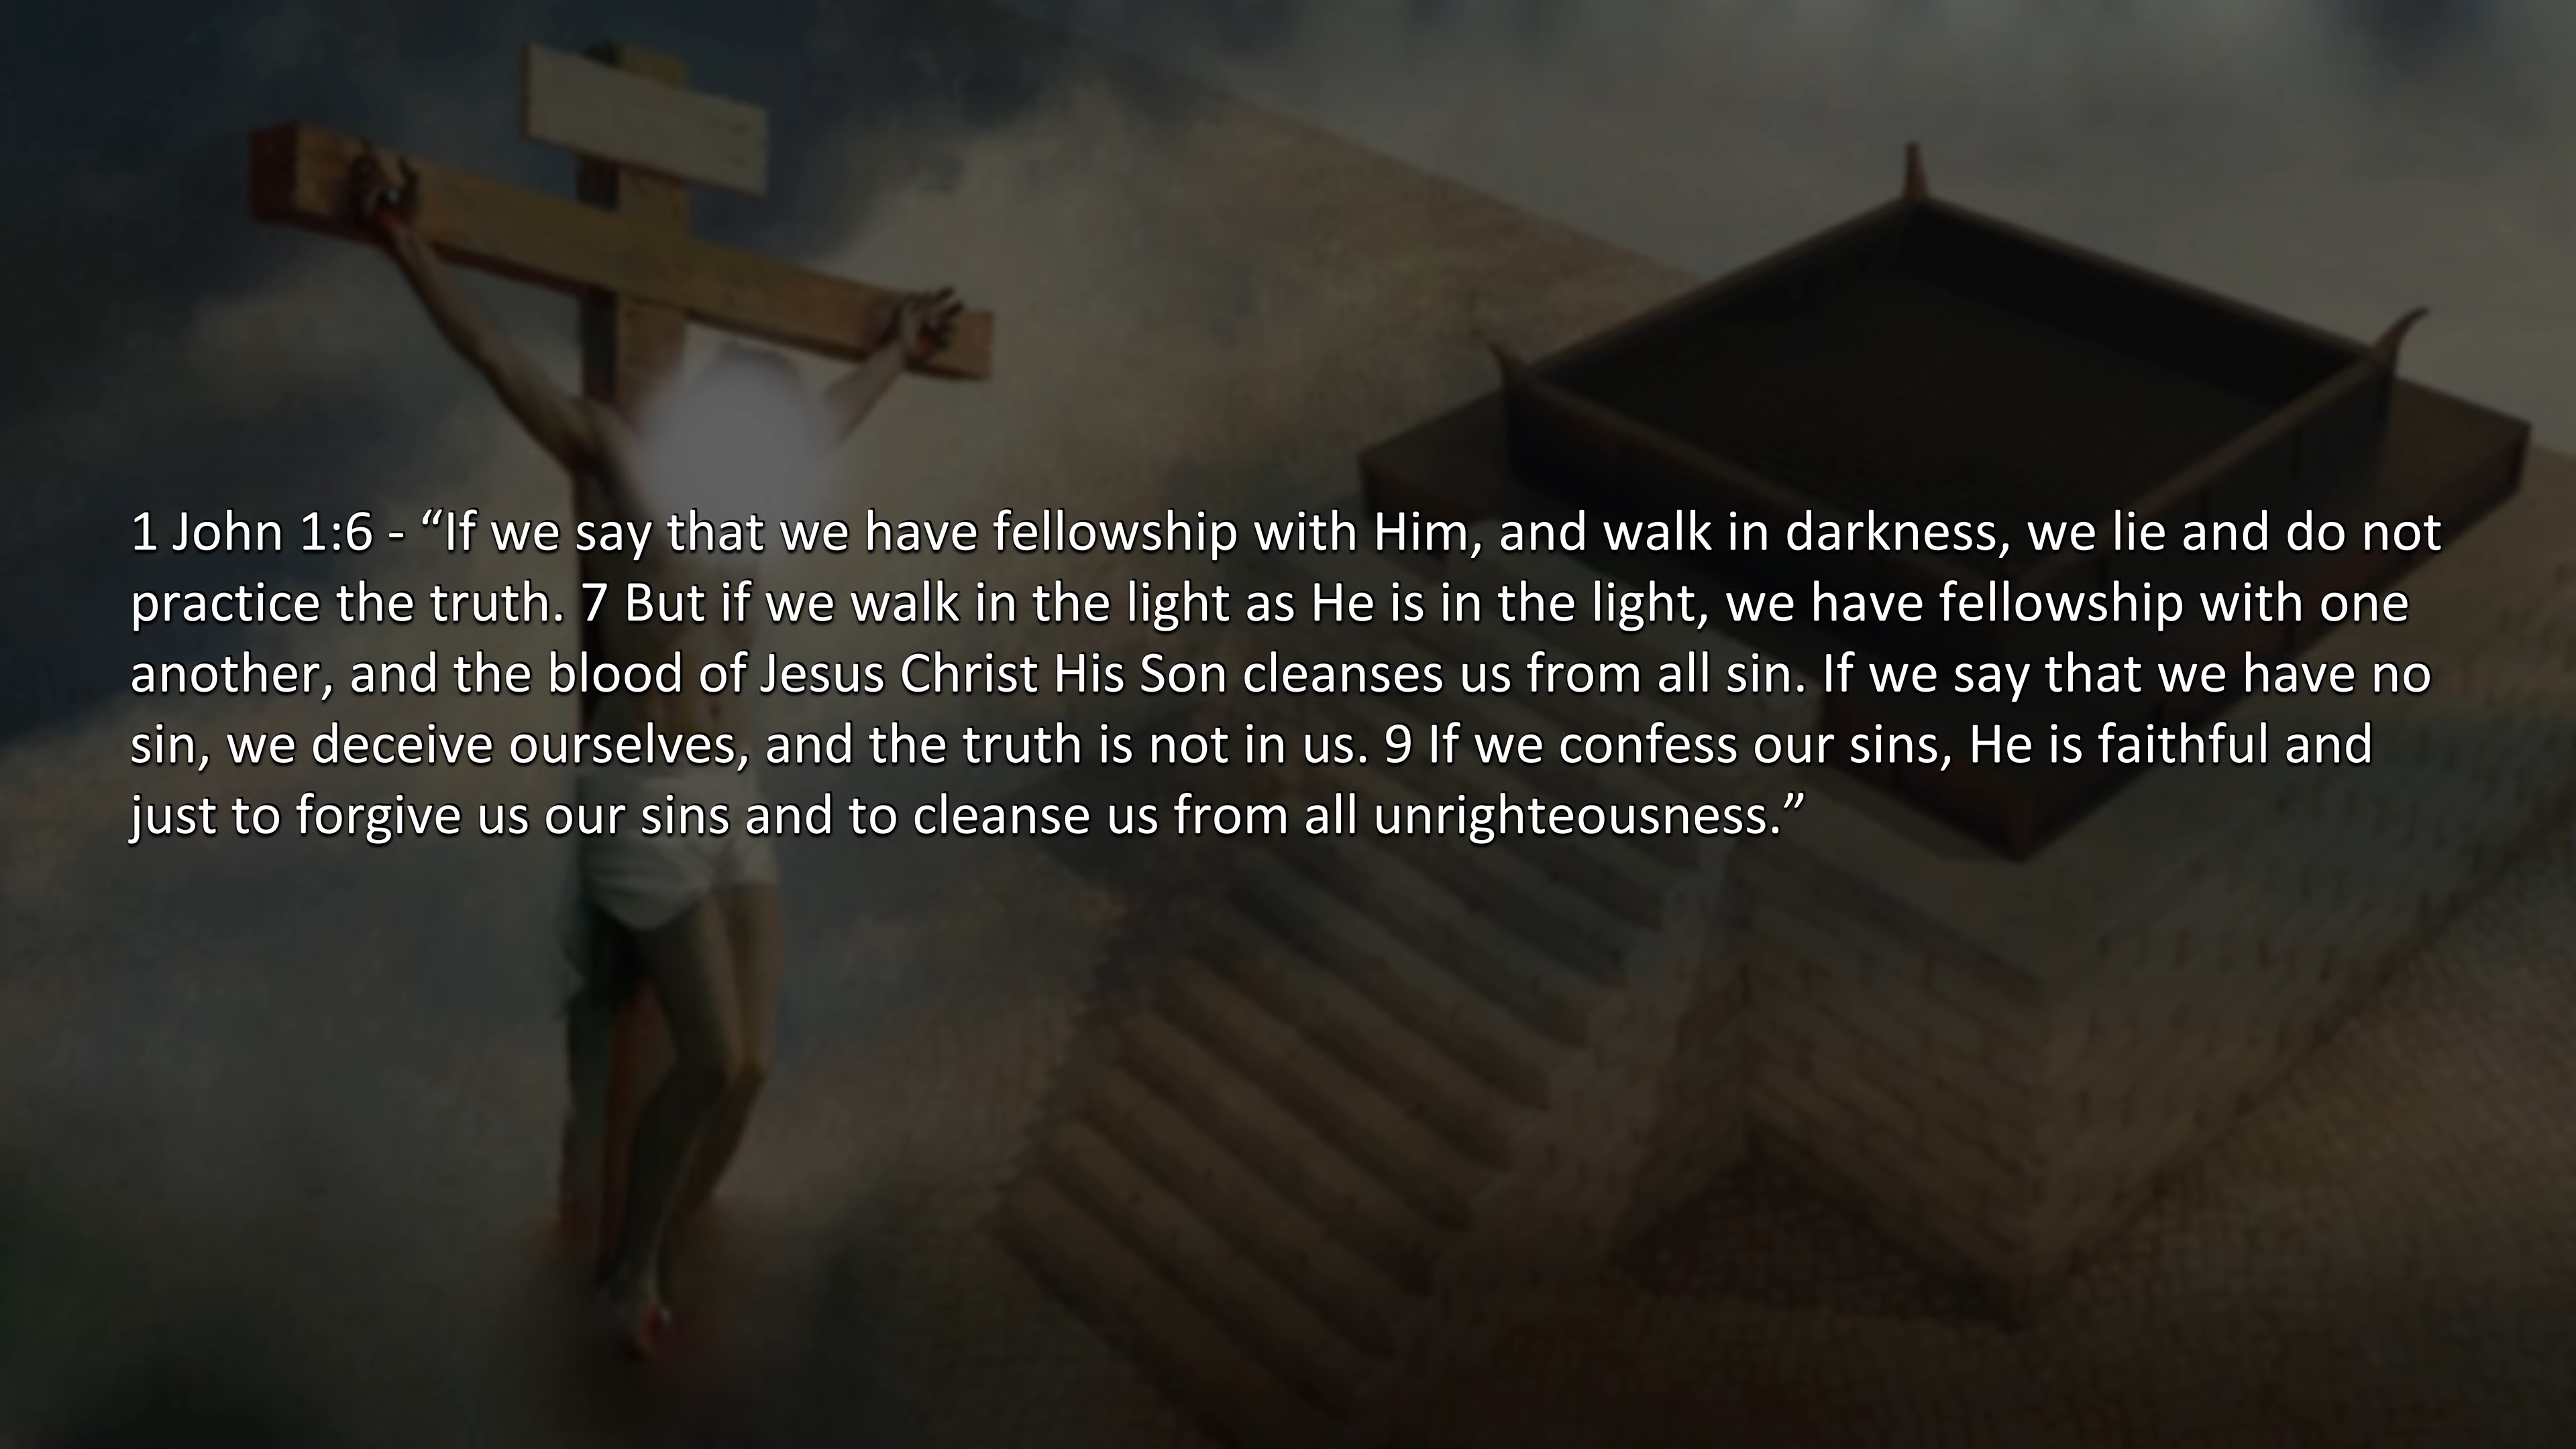 1 John 1:6 - “If we say that we have fellowship with Him, and walk in darkness, we lie and do not
practice the truth. 7 But if we walk in the light as He is in the light, we have fellowship with one
another, and the blood of Jesus Christ His Son cleanses us from all sin. If we say that we have no
sin, we deceive ourselves, and the truth is not in us. 9 If we confess our sins, He is faithful and
just to forgive us our sins and to cleanse us from all unrighteousness.”